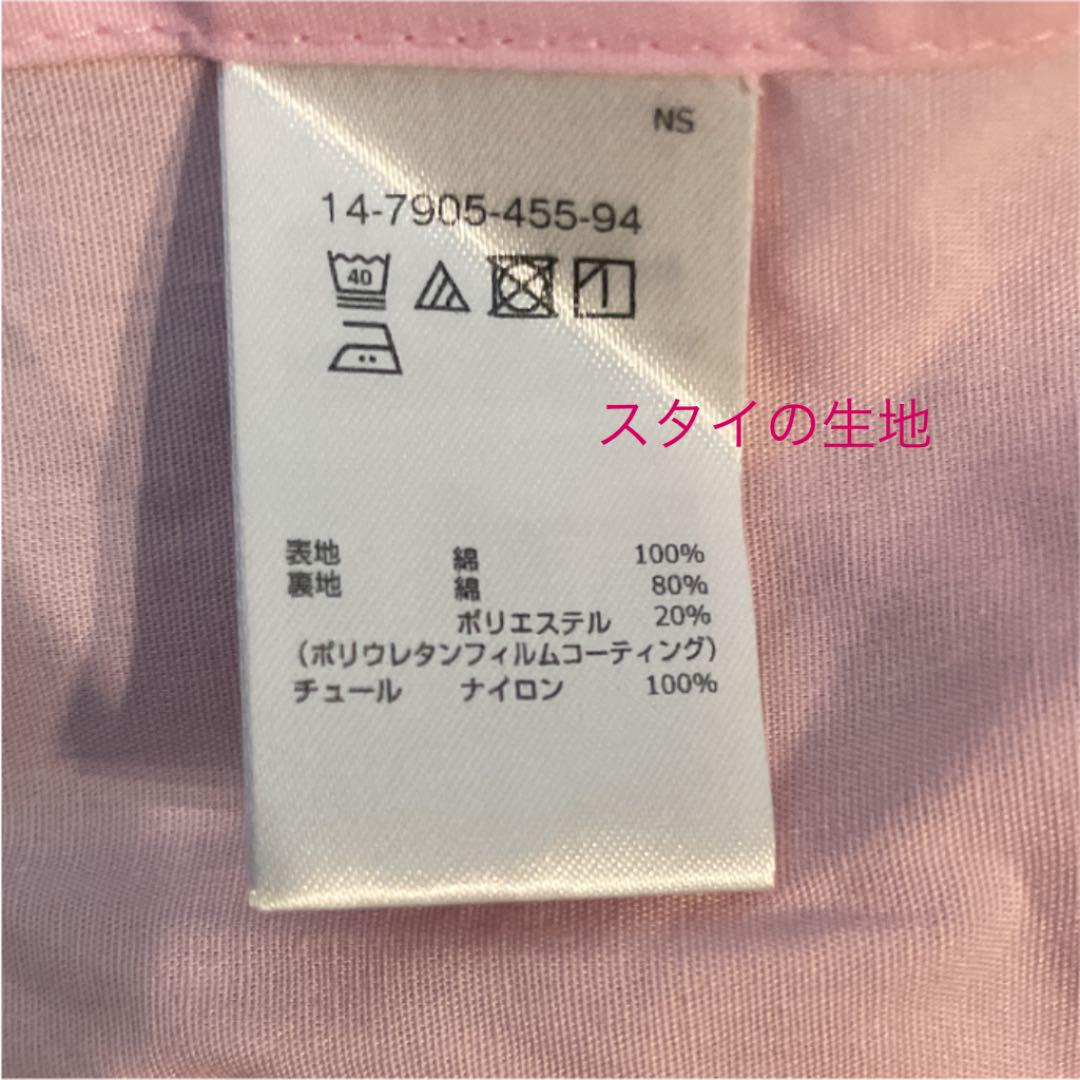 NS
14-7905-455-94
40
スタイの生地
表地 綿 100%
裏地 綿 80%
ポリエステル 20%
(ポリウレタンフィルムコーティング)
チュール ナイロン 100%